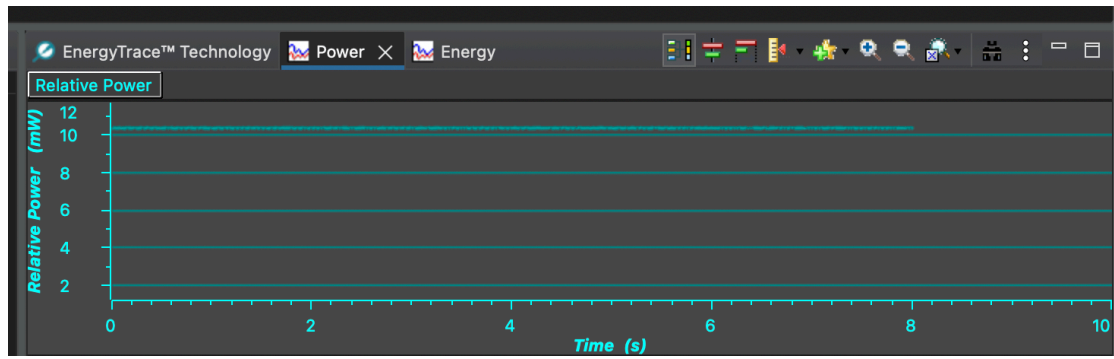 EnergyTrace™ Technology Power Energy
Relative Power
Relative Power (mW)
12
10
8
6
4
2
0 2 4 6 8 10
Time (s)